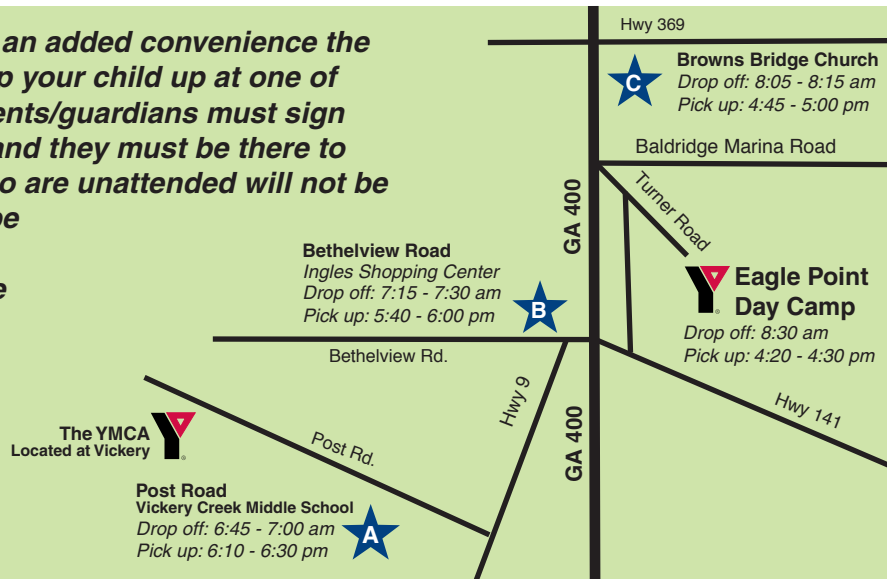 an added convenience the
p your child up at one of
ents/guardians must sign
and they must be there to
o are unattended will not be
e
Hwy 369
C
Browns Bridge Church
Drop off: 8:05 - 8:15 am
Pick up: 4:45 - 5:00 pm
Baldridge Marina Road
Turner Road
GA 400
Bethelview Road
Ingles Shopping Center
Drop off: 7:15 - 7:30 am
Pick up: 5:40 - 6:00 pm
B
Eagle Point
Day Camp
Drop off: 8:30 am
Pick up: 4:20 - 4:30 pm
Bethelview Rd.
Hwy 9
Hwy 141
GA 400
The YMCA
Located at Vickery
Post Rd.
Post Road
Vickery Creek Middle School
Drop off: 6:45 - 7:00 am
Pick up: 6:10 - 6:30 pm
A